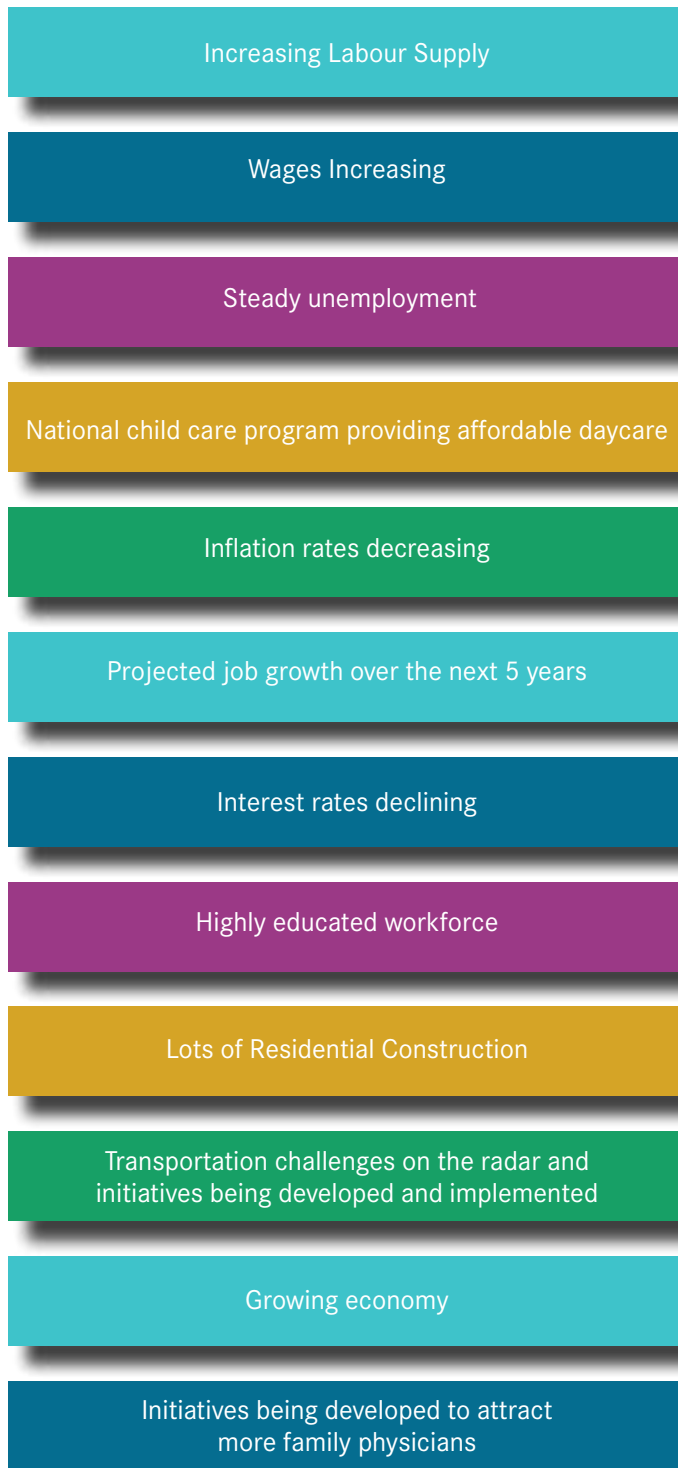 Increasing Labour Supply
Wages Increasing
Steady unemployment
National child care program providing affordable daycare
Inflation rates decreasing
Projected job growth over the next 5 years
Interest rates declining
Highly educated workforce
Lots of Residential Construction
Transportation challenges on the radar and
initiatives being developed and implemented
Growing economy
Initiatives being developed to attract
more family physicians